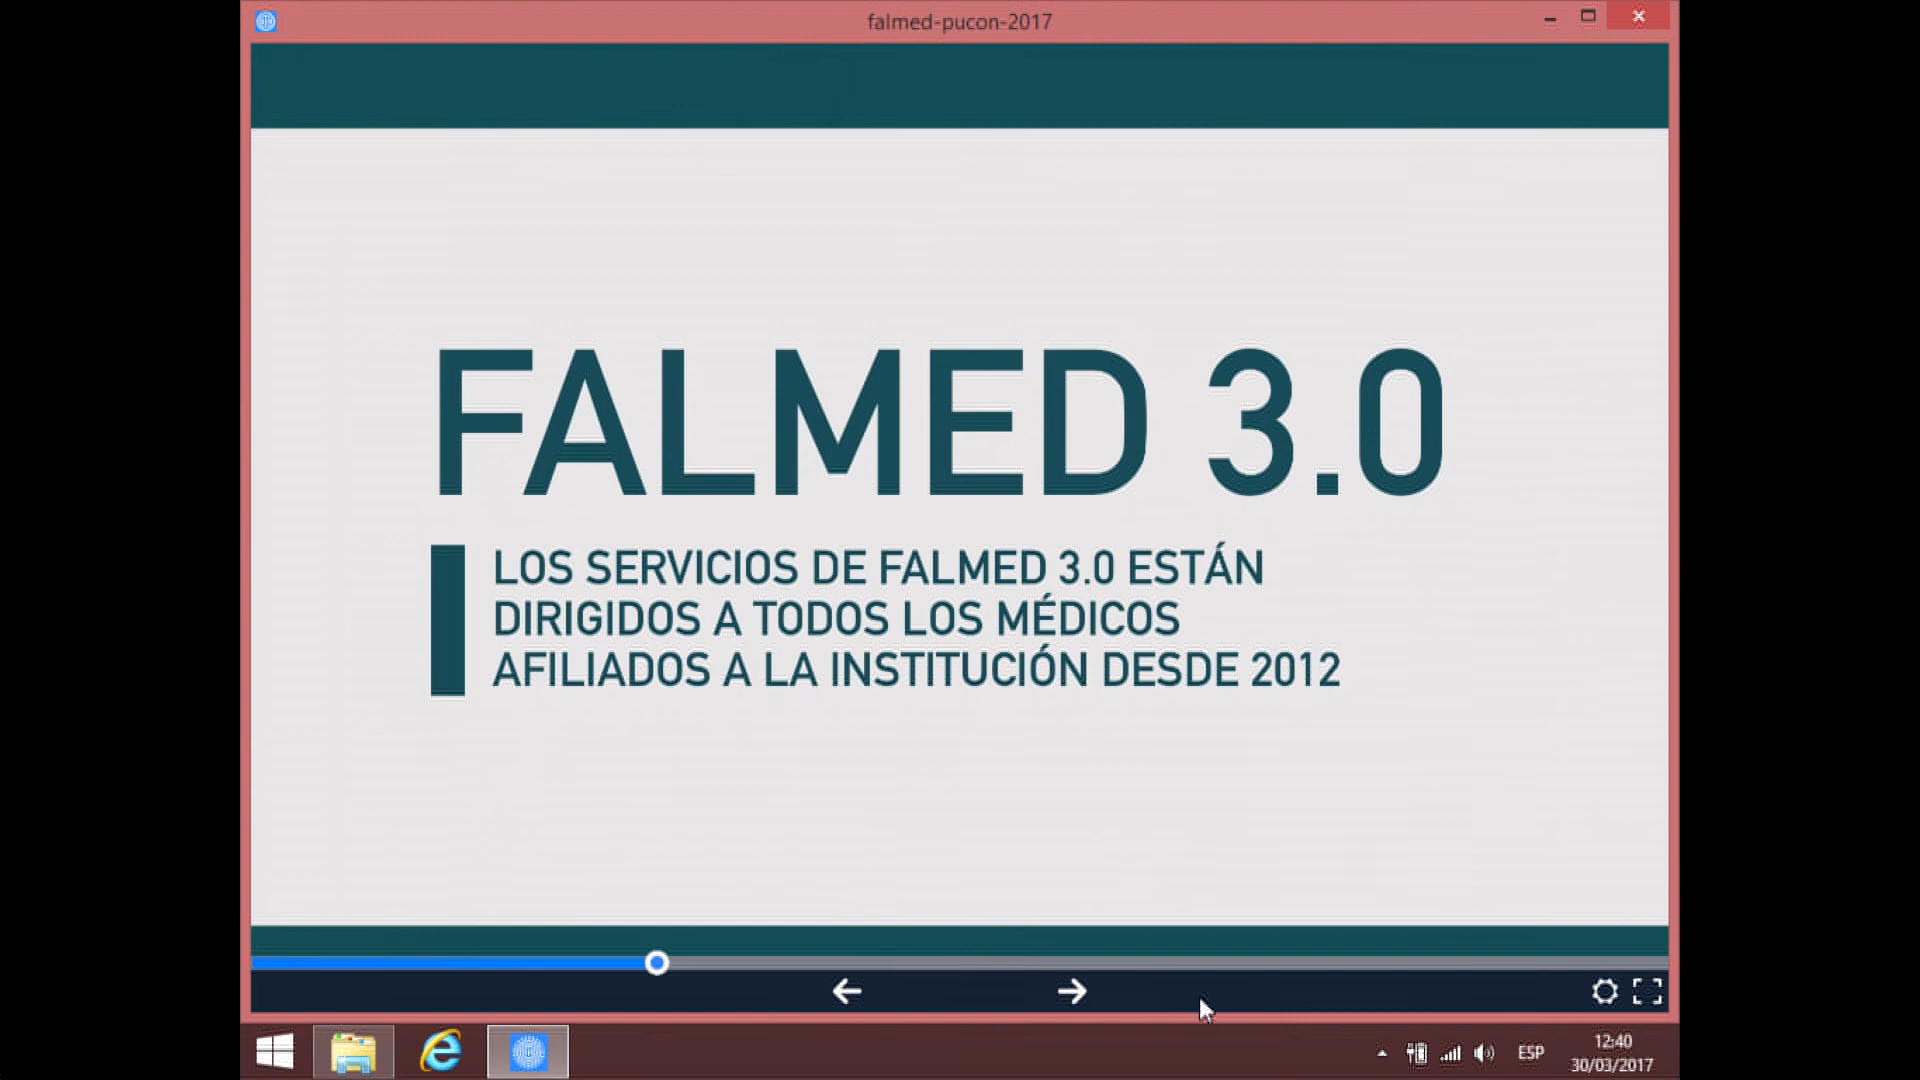 falmed-pucon-2017
FALMED 3.0
LOS SERVICIOS DE FALMED 3.0 ESTÁN
DIRIGIDOS A TODOS LOS MÉDICOS
AFILIADOS A LA INSTITUCIÓN DESDE 2012
ESP
12:40
30/03/2017